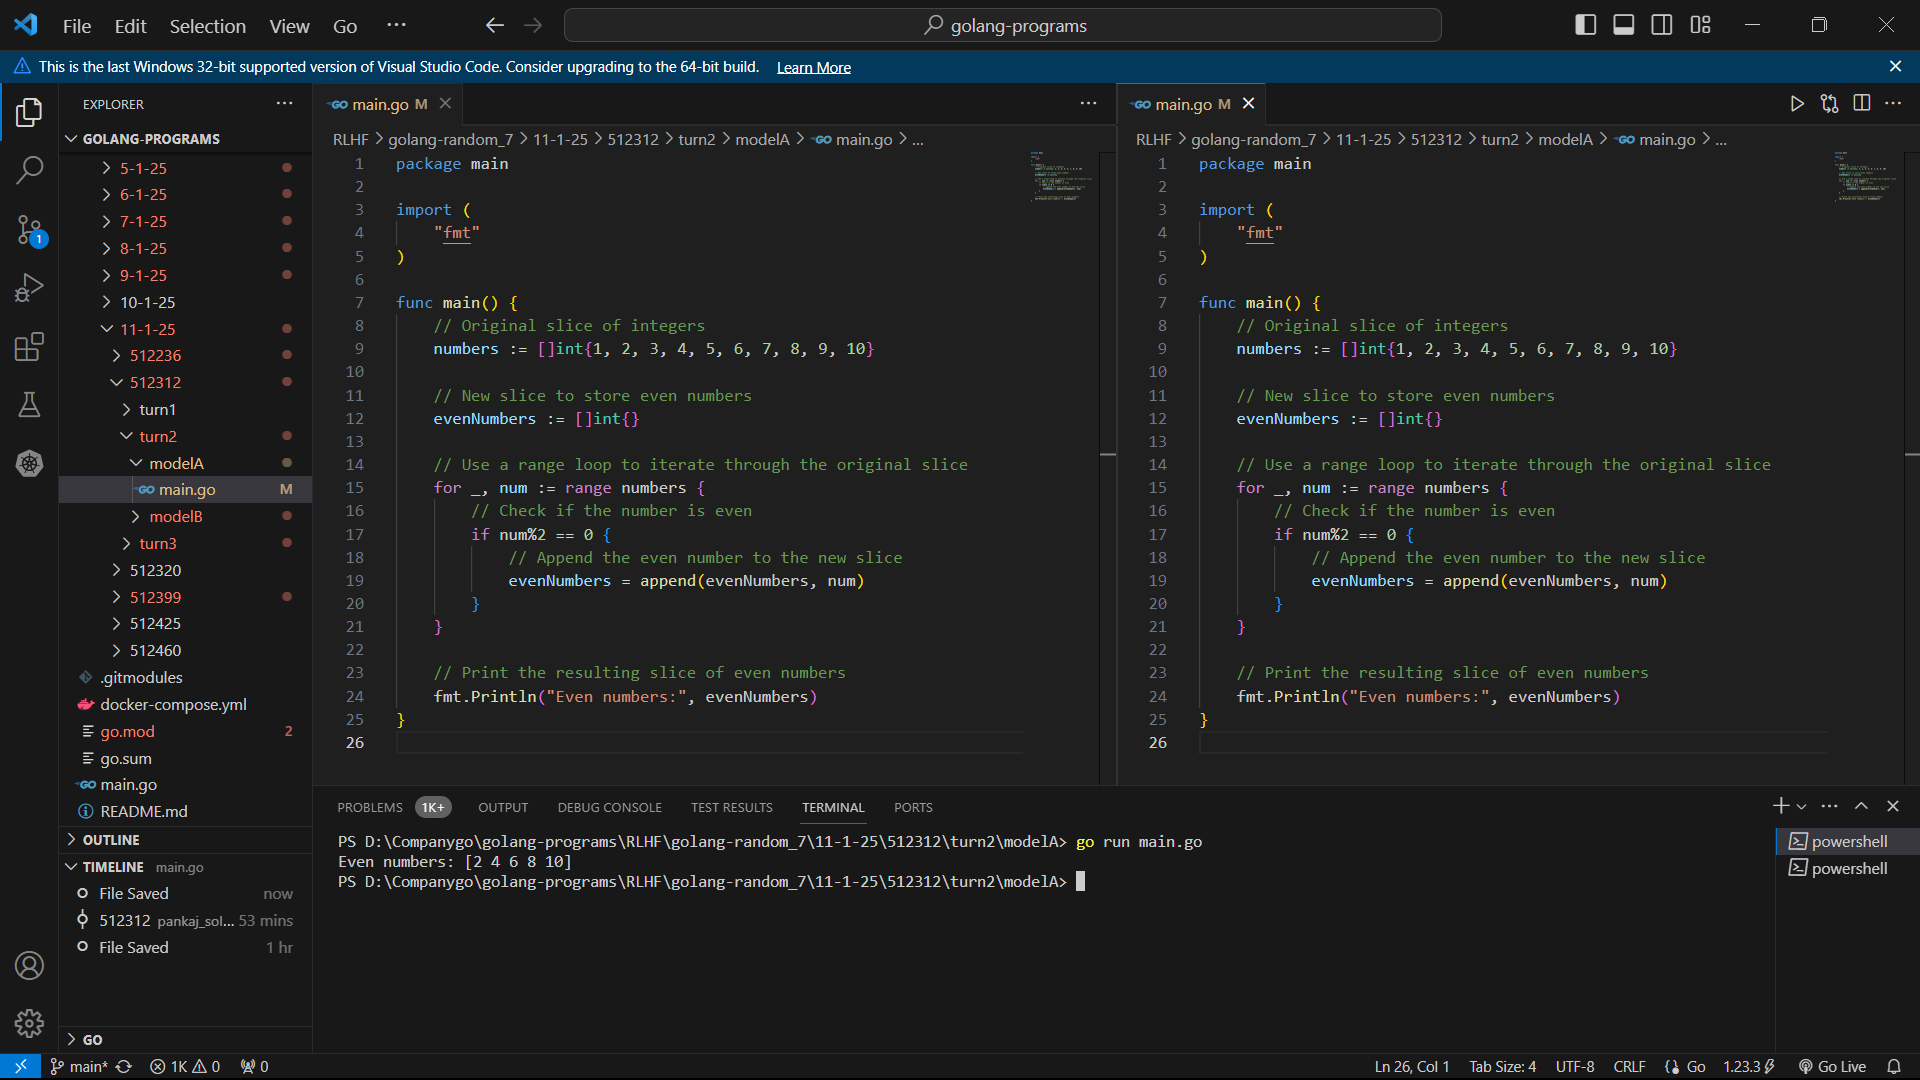 File Edit Selection View Go ··· golang-programs
This is the last Windows 32-bit supported version of Visual Studio Code. Consider upgrading to the 64-bit build. Learn More
EXPLORER ···
GOLANG-PROGRAMS
5-1-25
6-1-25
7-1-25
8-1-25
9-1-25
10-1-25
11-1-25
512236
512312
turn1
turn2
modelA
main.go M
modelB
turn3
512320
512399
512425
512460
.gitmodules
docker-compose.yml
go.mod 2
go.sum
main.go
README.md
OUTLINE
TIMELINE main.go
File Saved now
512312 pankaj_sol... 53 mins
File Saved 1 hr
GO
main.go M
RLHF > golang-random_7 > 11-1-25 > 512312 > turn2 > modelA > main.go > ...
1 package main
2
3 import (
4 "fmt"
5 )
6
7 func main() {
8 // Original slice of integers
9 numbers := []int{1, 2, 3, 4, 5, 6, 7, 8, 9, 10}
10
11 // New slice to store even numbers
12 evenNumbers := []int{}
13
14 // Use a range loop to iterate through the original slice
15 for _, num := range numbers {
16 // Check if the number is even
17 if num%2 == 0 {
18 // Append the even number to the new slice
19 evenNumbers = append(evenNumbers, num)
20 }
21 }
22
23 // Print the resulting slice of even numbers
24 fmt.Println("Even numbers:", evenNumbers)
25 }
26
main.go M
RLHF > golang-random_7 > 11-1-25 > 512312 > turn2 > modelA > main.go > ...
1 package main
2
3 import (
4 "fmt"
5 )
6
7 func main() {
8 // Original slice of integers
9 numbers := []int{1, 2, 3, 4, 5, 6, 7, 8, 9, 10}
10
11 // New slice to store even numbers
12 evenNumbers := []int{}
13
14 // Use a range loop to iterate through the original slice
15 for _, num := range numbers {
16 // Check if the number is even
17 if num%2 == 0 {
18 // Append the even number to the new slice
19 evenNumbers = append(evenNumbers, num)
20 }
21 }
22
23 // Print the resulting slice of even numbers
24 fmt.Println("Even numbers:", evenNumbers)
25 }
26
PROBLEMS 1K+ OUTPUT DEBUG CONSOLE TEST RESULTS TERMINAL PORTS
PS D:\Companygo\golang-programs\RLHF\golang-random_7\11-1-25\512312\turn2\modelA> go run main.go
Even numbers: [2 4 6 8 10]
PS D:\Companygo\golang-programs\RLHF\golang-random_7\11-1-25\512312\turn2\modelA>
powershell
powershell
main* 1K 0 0 Ln 26, Col 1 Tab Size: 4 UTF-8 CRLF Go 1.23.3 Go Live